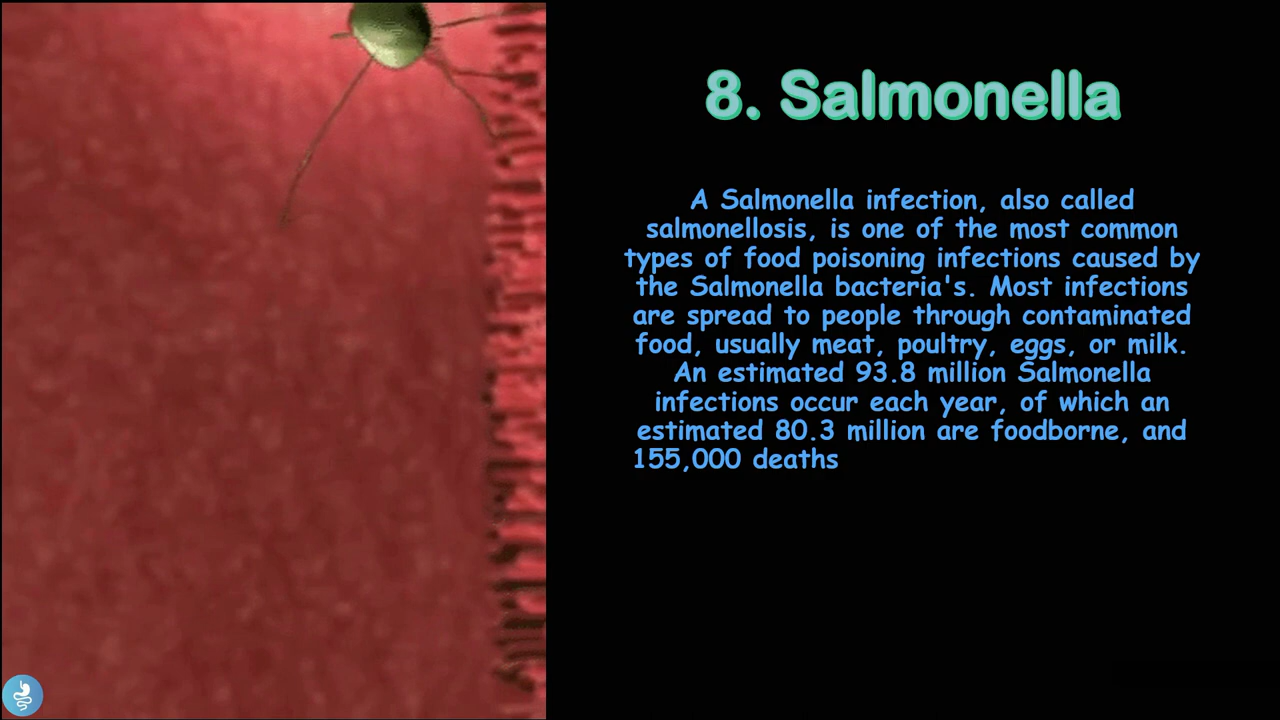 8. Salmonella
A Salmonella infection, also called
salmonellosis, is one of the most common
types of food poisoning infections caused by
the Salmonella bacteria's. Most infections
are spread to people through contaminated
food, usually meat, poultry, eggs, or milk.
An estimated 93.8 million Salmonella
infections occur each year, of which an
estimated 80.3 million are foodborne, and
155,000 deaths